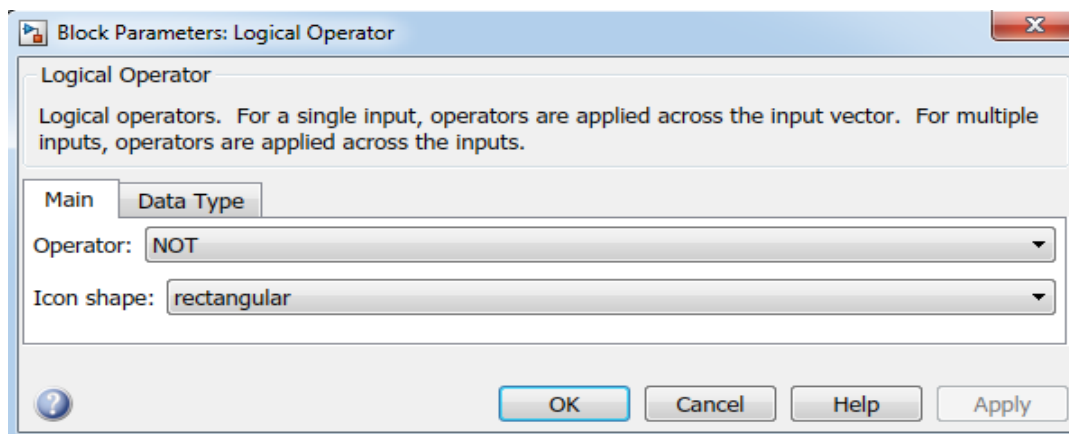 Block Parameters: Logical Operator
Logical Operator
Logical operators.  For a single input, operators are applied across the input vector.  For multiple
inputs, operators are applied across the inputs.
Main
Data Type
Operator: NOT
Icon shape: rectangular
OK
Cancel
Help
Apply